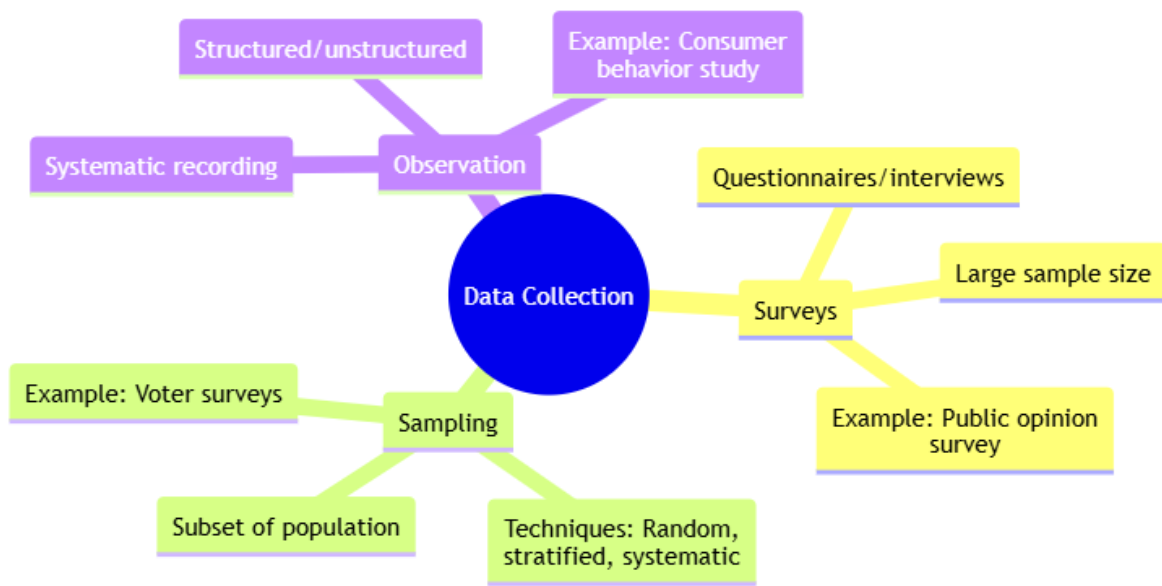 Structured/unstructured
Example: Consumer
behavior study
Systematic recording
Observation
Questionnaires/interviews
Large sample size
Data Collection
Surveys
Example: Voter surveys
Sampling
Example: Public opinion
survey
Subset of population
Techniques: Random,
stratified, systematic